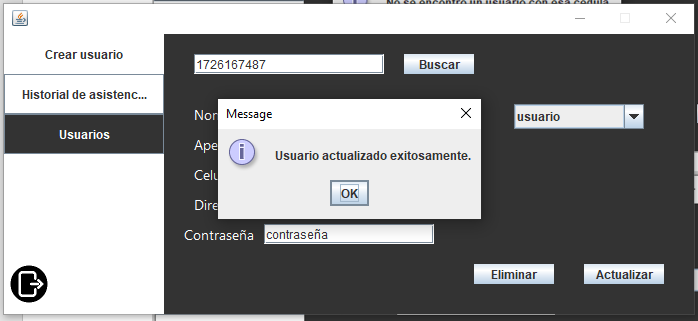 No se encontró un usuario con esa cédula
Crear usuario
Historial de asistenc...
Usuarios
1726167487
Buscar
usuario
Message
Usuario actualizado exitosamente.
OK
Contraseña
contraseña
Eliminar
Actualizar